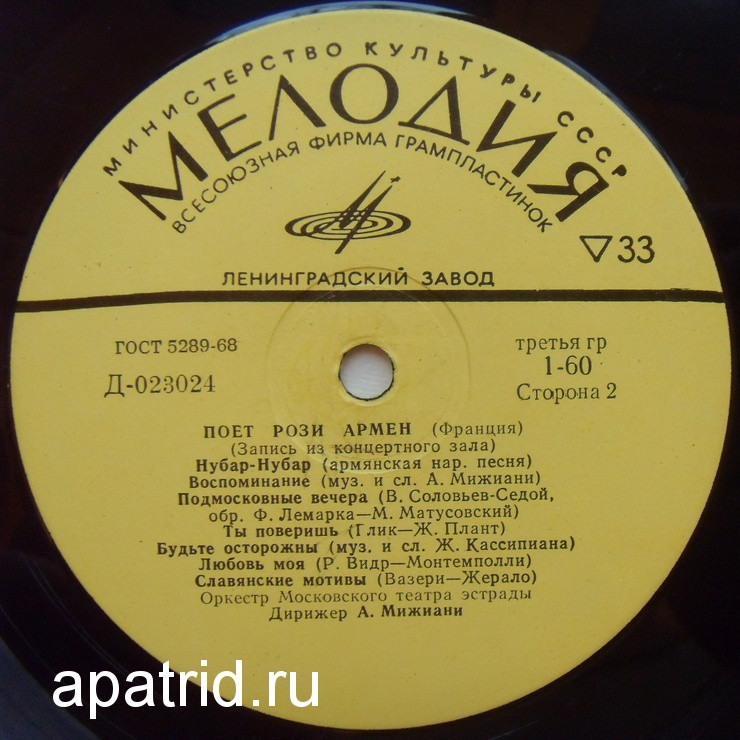 МИНИСТЕРСТВО КУЛЬТУРЫ СССР
МЕЛОДИЯ
ВСЕСОЮЗНАЯ ФИРМА ГРАМПЛАСТИНОК
▽33
ЛЕНИНГРАДСКИЙ ЗАВОД
ГОСТ 5289-68
Д-023024
третья гр
1-60
Сторона 2
ПОЕТ РОЗИ АРМЕН (Франция)
(Запись из концертного зала)
Нубар-Нубар (армянская нар. песня)
Воспоминание (муз. и сл. А. Мижиани)
Подмосковные вечера (В. Соловьев-Седой,
обр. Ф. Лемарка—М. Матусовский)
Ты поверишь (Глик—Ж. Плант)
Будьте осторожны (муз. и сл. Ж. Кассипиана)
Любовь моя (Р. Видр—Монтемполли)
Славянские мотивы (Вазери—Жерало)
Оркестр Московского театра эстрады
Дирижер А. Мижиани
apatrid.ru